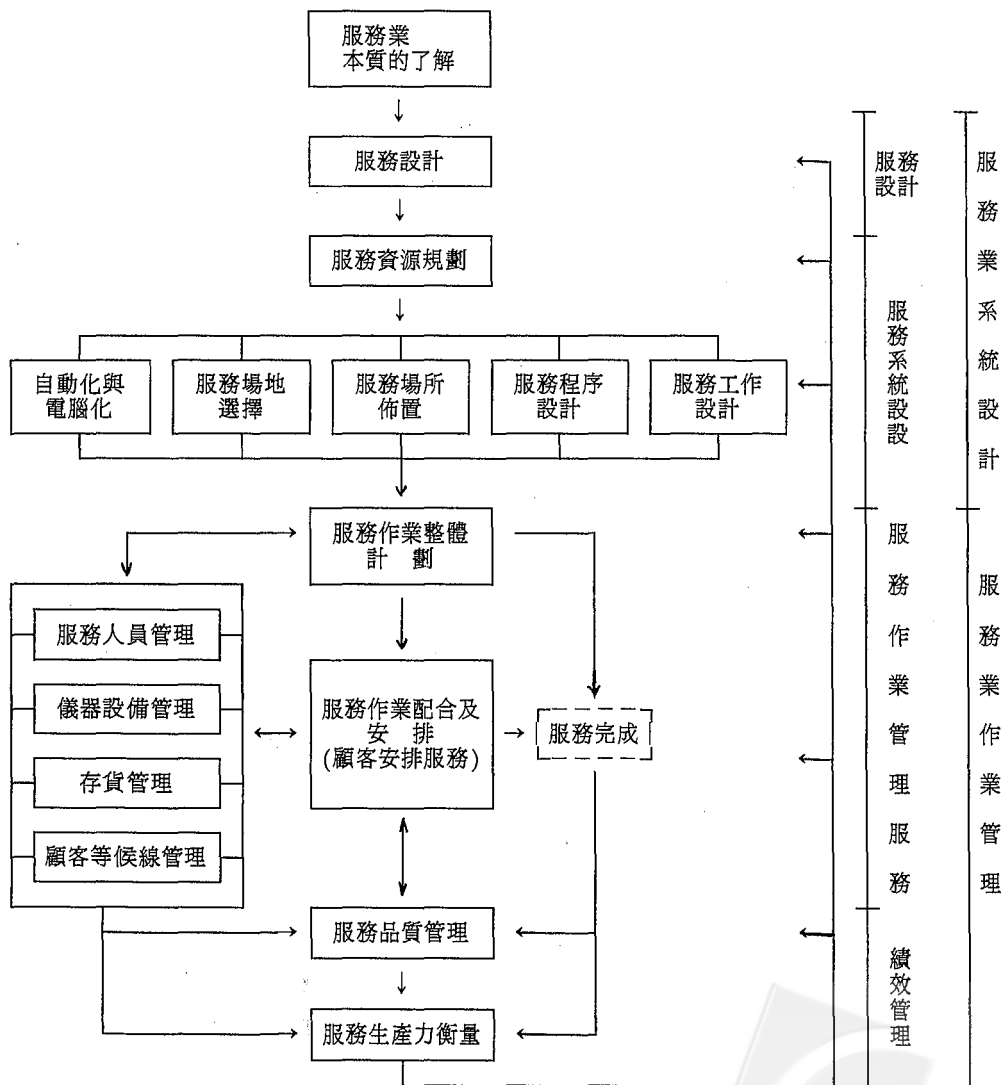 服務業
本質的了解
服務設計
服務資源規劃
自動化與
電腦化
服務場地
選擇
服務場所
佈置
服務程序
設計
服務工作
設計
服務作業整體
計 劃
服務人員管理
儀器設備管理
存貨管理
顧客等候線管理
服務作業配合及
安 排
(顧客安排服務)
服務完成
服務品質管理
服務生產力衡量
服務
設計
服務系統設設
服務作業管理服務
績效管理
服務業系統設計
服務業作業管理